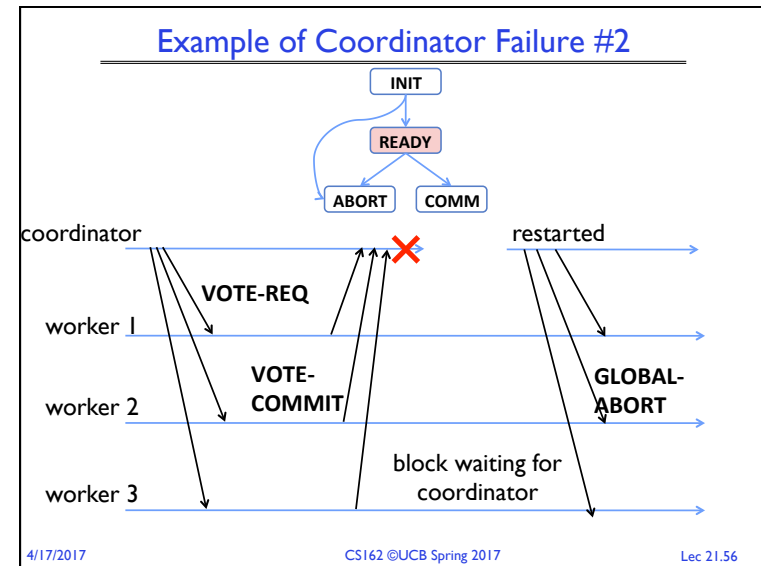 Example of Coordinator Failure #2
INIT
READY
ABORT COMM
coordinator
restarted
VOTE-REQ
worker 1
VOTE-
COMMIT
GLOBAL-
ABORT
worker 2
block waiting for
coordinator
worker 3
4/17/2017 CS162 ©UCB Spring 2017 Lec 21.56